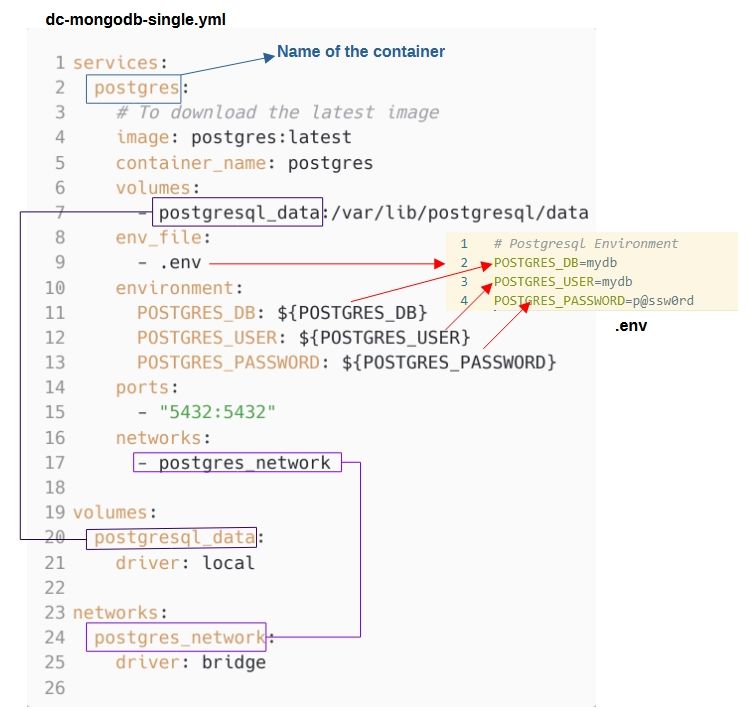 dc-mongodb-single.yml
Name of the container
1 services:
2   postgres:
3     # To download the latest image
4     image: postgres:latest
5     container_name: postgres
6     volumes:
7       - postgresql_data:/var/lib/postgresql/data
8     env_file:
9       - .env
10     environment:
11       POSTGRES_DB: ${POSTGRES_DB}
12       POSTGRES_USER: ${POSTGRES_USER}
13       POSTGRES_PASSWORD: ${POSTGRES_PASSWORD}
14     ports:
15       - "5432:5432"
16     networks:
17       - postgres_network
18
19 volumes:
20   postgresql_data:
21     driver: local
22
23 networks:
24   postgres_network:
25     driver: bridge
26
1 # Postgresql Environment
2 POSTGRES_DB=mydb
3 POSTGRES_USER=mydb
4 POSTGRES_PASSWORD=p@ssw0rd
.env